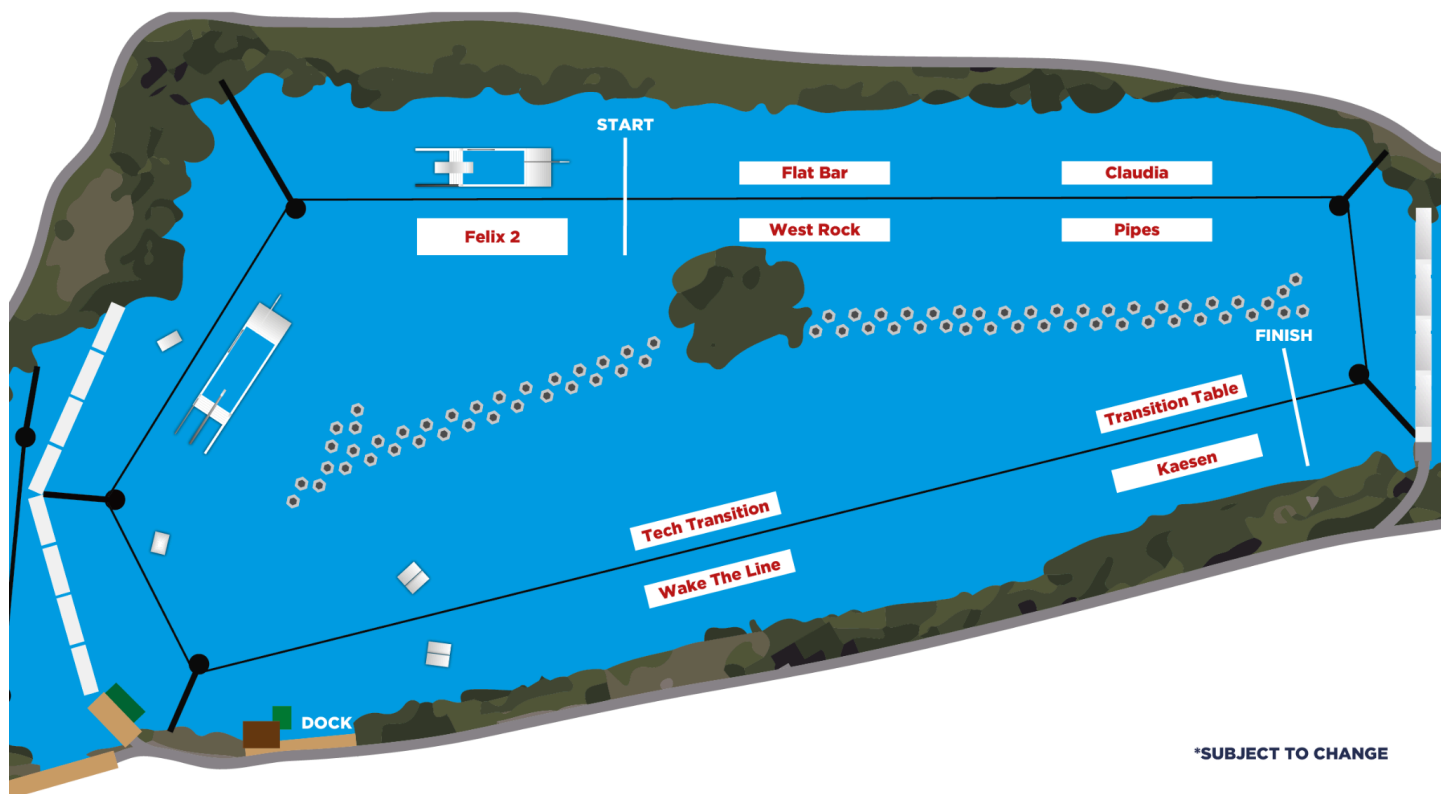 START
Flat Bar
Claudia
Felix 2
West Rock
Pipes
FINISH
Transition Table
Kaesen
Tech Transition
Wake The Line
DOCK
*SUBJECT TO CHANGE